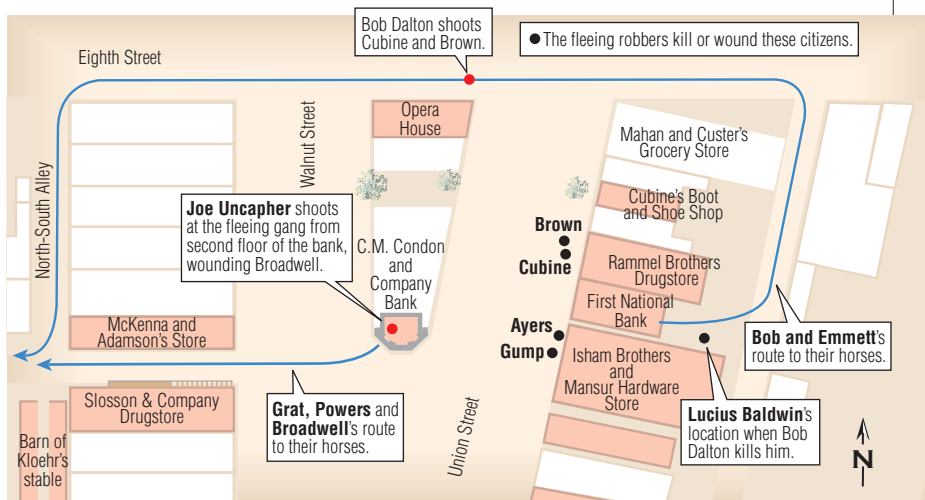 Bob Dalton shoots
Cubine and Brown.
● The fleeing robbers kill or wound these citizens.
Eighth Street
Opera
House
Walnut Street
Mahan and Custer's
Grocery Store
North-South Alley
Joe Uncapher shoots
at the fleeing gang from
second floor of the bank,
wounding Broadwell.
Cubine's Boot
and Shoe Shop
Brown
Cubine
C.M. Condon
and
Company
Bank
Rammel Brothers
Drugstore
First National
Bank
McKenna and
Adamson's Store
Ayers
Gump
Bob and Emmett's
route to their horses.
Isham Brothers
and
Mansur Hardware
Store
Slosson & Company
Drugstore
Grat, Powers and
Broadwell's route
to their horses.
Union Street
Lucius Baldwin's
location when Bob
Dalton kills him.
Barn of
Kloehr's
stable
N